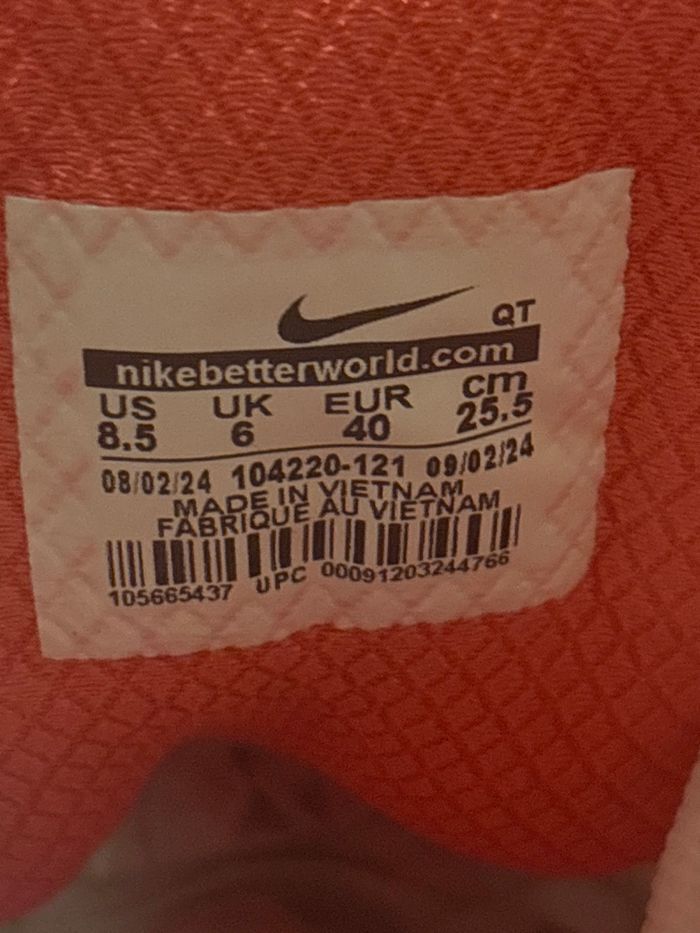 QT
nikebetterworld.com
US UK EUR cm
8.5 6 40 25.5
08/02/24 104220-121 09/02/24
MADE IN VIETNAM
FABRIQUE AU VIETNAM
105665437 UPC 00091203244766